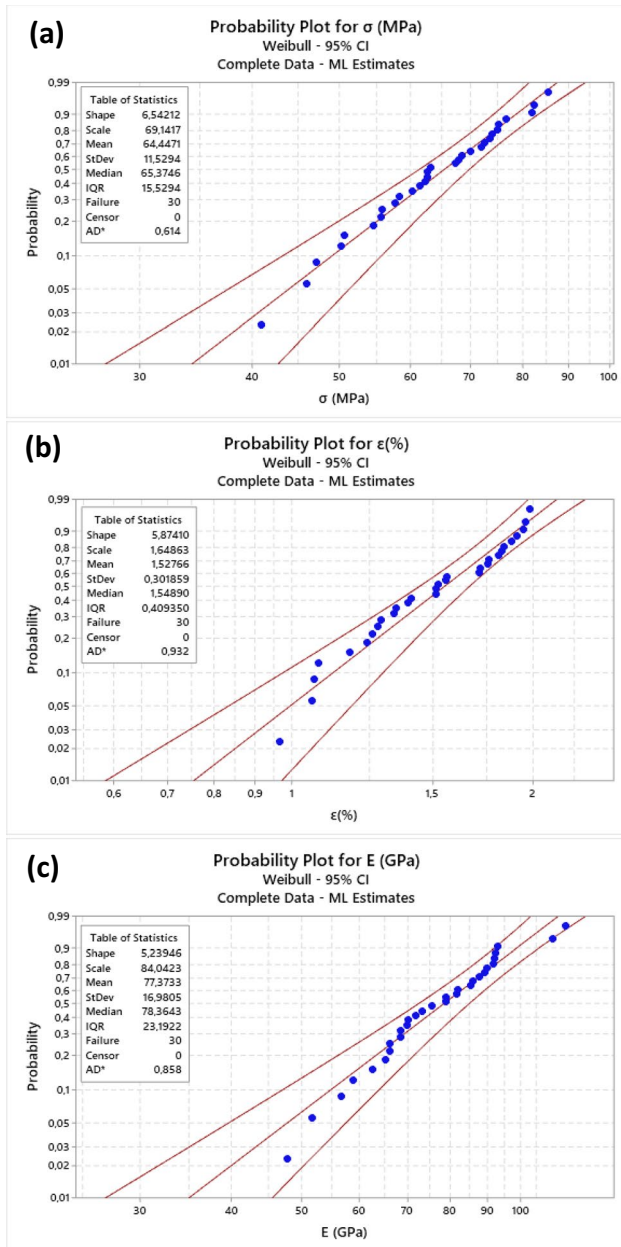 (a)
Probability Plot for σ (MPa)
Weibull - 95% CI
Complete Data - ML Estimates
Table of Statistics
Shape 6,54212
Scale 69,1417
Mean 64,4471
StDev 11,5294
Median 65,3746
IQR 15,5294
Failure 30
Censor 0
AD* 0,614
Probability
0,99
0,9
0,8
0,7
0,6
0,5
0,4
0,3
0,2
0,1
0,05
0,03
0,02
0,01
30 40 50 60 70 80 90 100
σ (MPa)
(b)
Probability Plot for ε(%)
Weibull - 95% CI
Complete Data - ML Estimates
Table of Statistics
Shape 5,87410
Scale 1,64863
Mean 1,52766
StDev 0,301859
Median 1,54890
IQR 0,409350
Failure 30
Censor 0
AD* 0,932
Probability
0,99
0,9
0,8
0,7
0,6
0,5
0,4
0,3
0,2
0,1
0,05
0,03
0,02
0,01
0,6 0,7 0,8 0,9 1 1,5 2
ε(%)
(c)
Probability Plot for E (GPa)
Weibull - 95% CI
Complete Data - ML Estimates
Table of Statistics
Shape 5,23946
Scale 84,0423
Mean 77,3733
StDev 16,9805
Median 78,3643
IQR 23,1922
Failure 30
Censor 0
AD* 0,858
Probability
0,99
0,9
0,8
0,7
0,6
0,5
0,4
0,3
0,2
0,1
0,05
0,03
0,02
0,01
30 40 50 60 70 80 90 100
E (GPa)